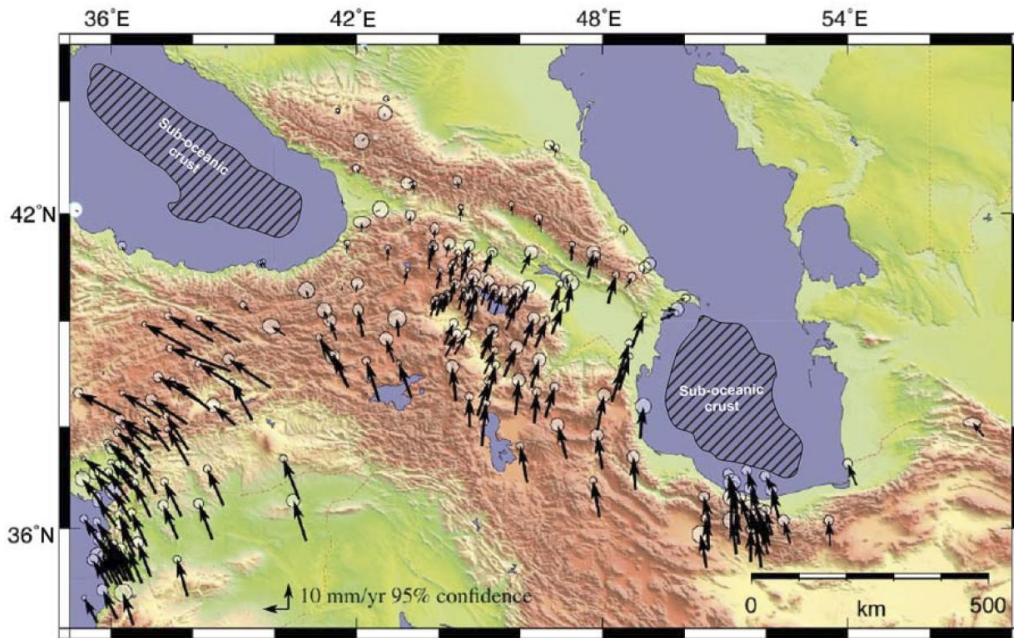 36°E 42°E 48°E 54°E
Sub-oceanic
crust
42°N
Sub-oceanic
crust
36°N
10 mm/yr 95% confidence
0 km 500